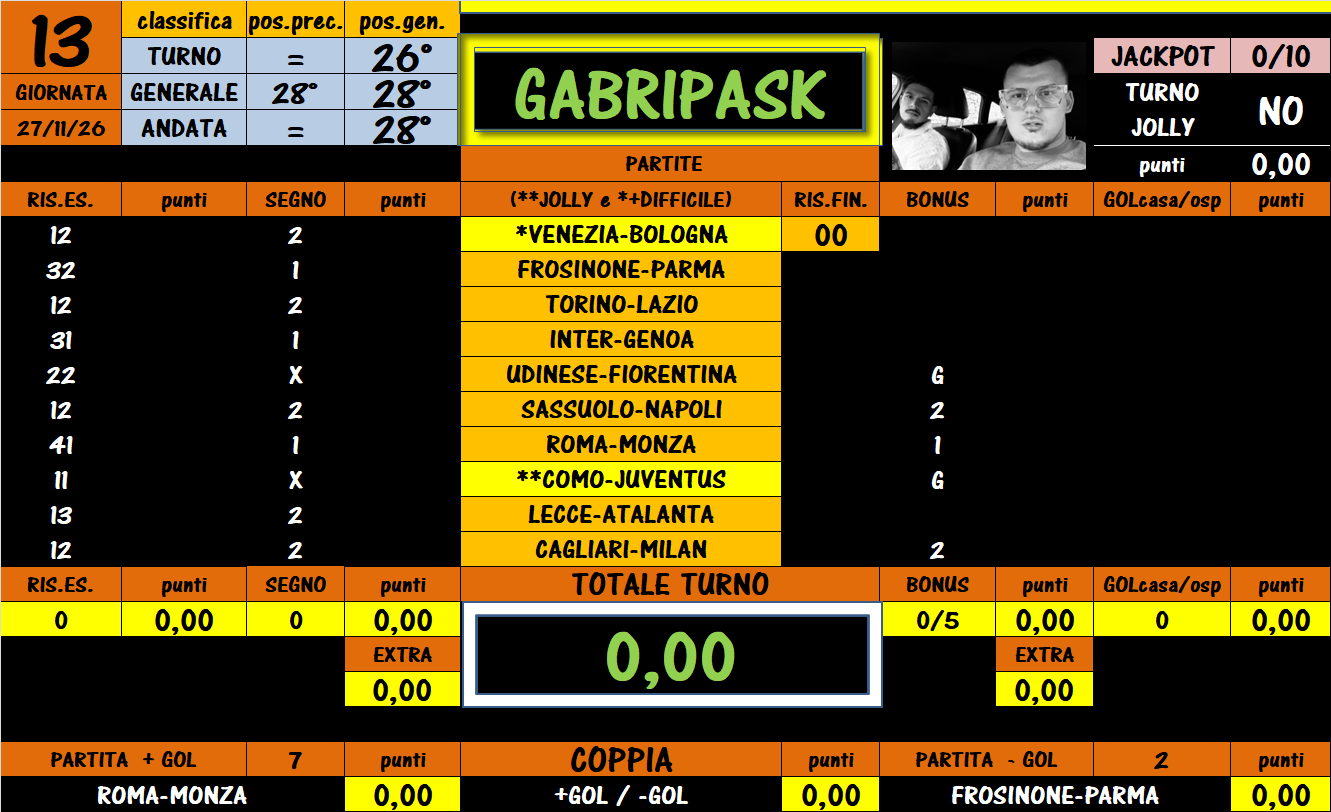 13 classifica pos.prec. pos.gen.
TURNO = 26°
GIORNATA GENERALE 28° 28°
27/11/26 ANDATA = 28°
GABRIPASK
JACKPOT 0/10
TURNO JOLLY NO
punti 0,00
PARTITE
RIS.ES. punti SEGNO punti (**JOLLY e *+DIFFICILE) RIS.FIN. BONUS punti GOLcasa/osp punti
12 2 *VENEZIA-BOLOGNA 00
32 1 FROSINONE-PARMA
12 2 TORINO-LAZIO
31 1 INTER-GENOA
22 X UDINESE-FIORENTINA G
12 2 SASSUOLO-NAPOLI 2
41 1 ROMA-MONZA 1
11 X **COMO-JUVENTUS G
13 2 LECCE-ATALANTA
12 2 CAGLIARI-MILAN 2
RIS.ES. punti SEGNO punti TOTALE TURNO BONUS punti GOLcasa/osp punti
0 0,00 0 0,00 0/5 0,00 0 0,00
0,00
EXTRA EXTRA
0,00 0,00
PARTITA + GOL 7 punti COPPIA punti PARTITA - GOL 2 punti
ROMA-MONZA 0,00 +GOL / -GOL 0,00 FROSINONE-PARMA 0,00